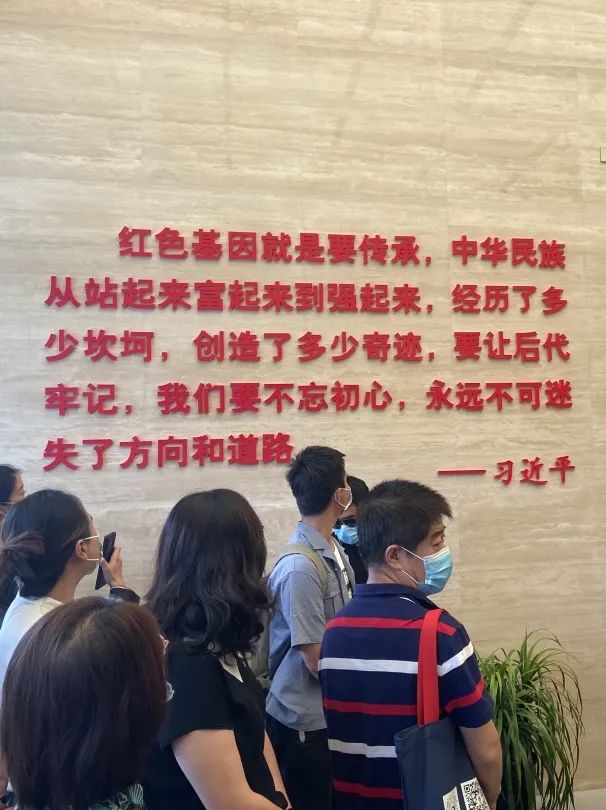 红色基因就是要传承，中华民族
从站起来富起来到强起来，经历了多
少坎坷，创造了多少奇迹，要让后代
牢记，我们要不忘初心，永远不可迷
失了方向和道路
——习近平